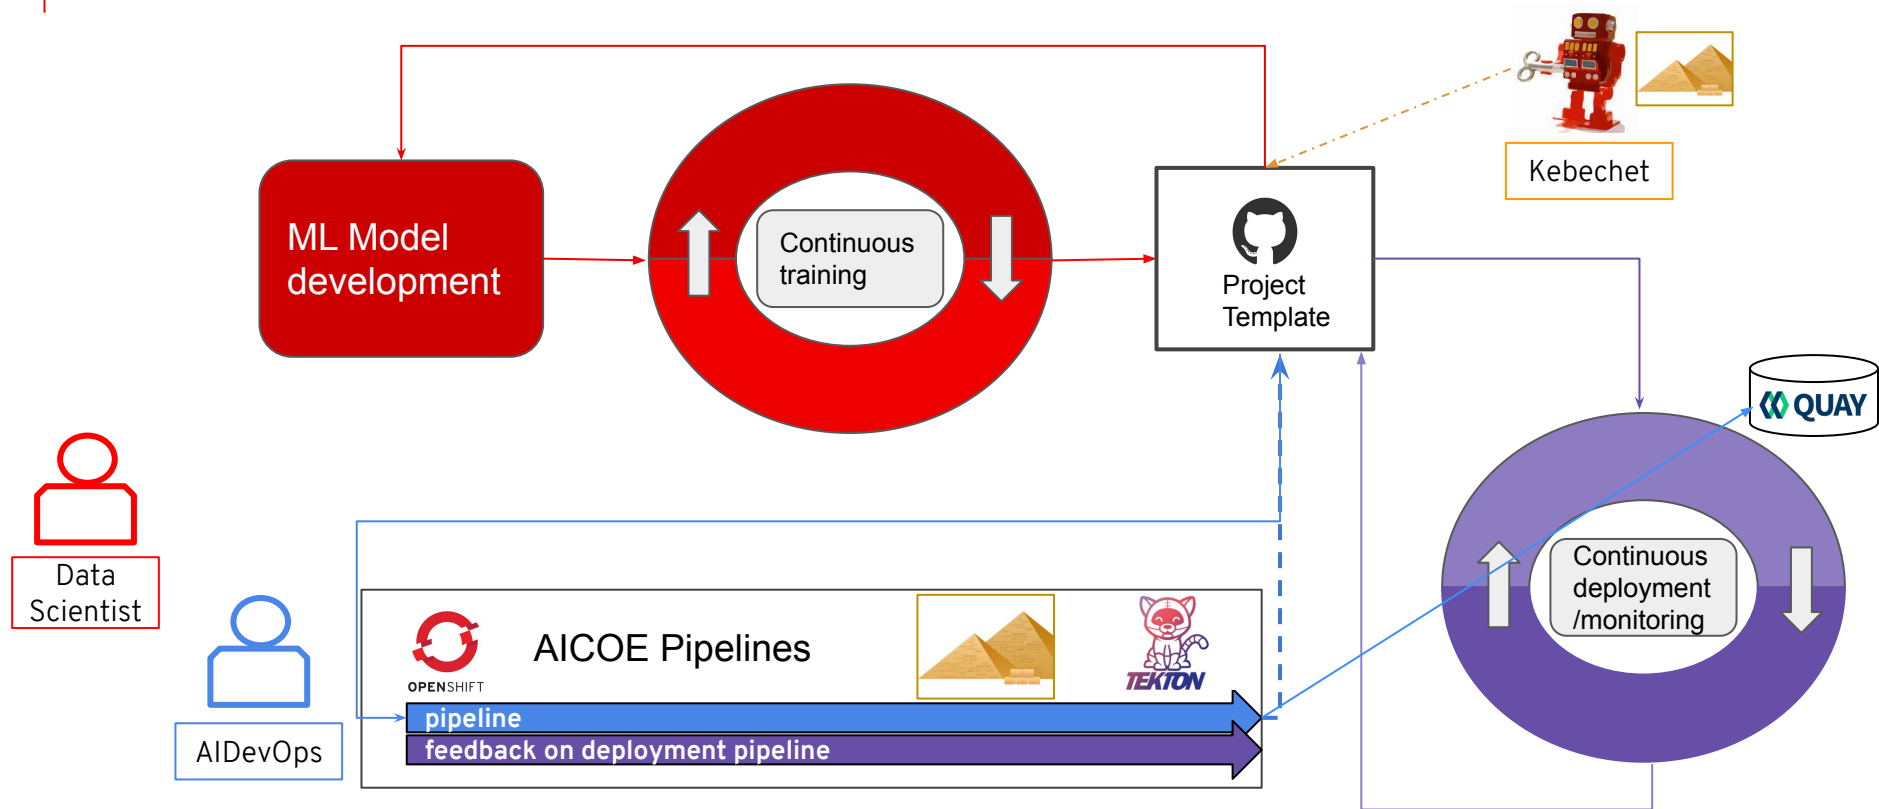 Kebechet
ML Model
development
Continuous
training
Project
Template
QUAY
Data
Scientist
Continuous
deployment
/monitoring
AICOE Pipelines
OPENSHIFT
TEKTON
pipeline
feedback on deployment pipeline
AIDevOps